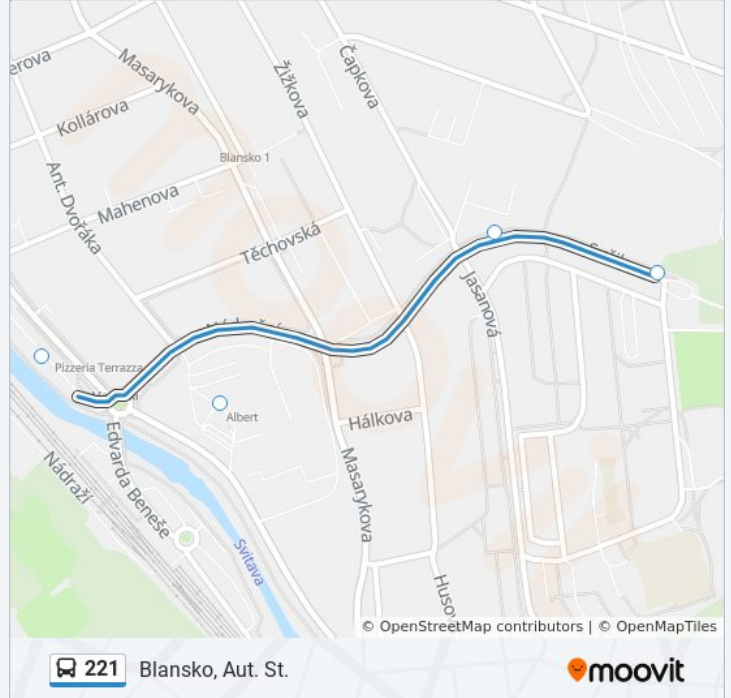 erova
Masarykova
Kollárova
Žižkova
Čapkova
Blansko 1
Ant. Dvořáka
Mahenova
Těchovská
Jasanová
Pizzeria Terrazza
Albert
Hálkova
Edvarda Beneše
Nádraží
Masarykova
Svitava
Husov
© OpenStreetMap contributors | © OpenMapTiles
221 Blansko, Aut. St.
moovit